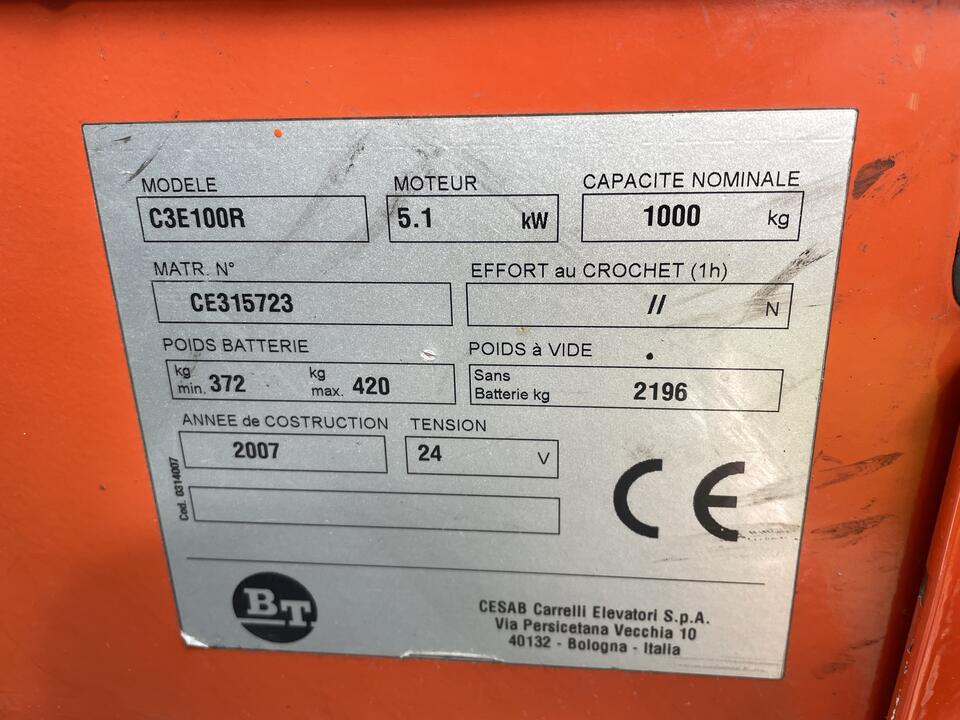 MODELE MOTEUR CAPACITE NOMINALE
C3E100R 5.1 kW 1000 kg
MATR. N° EFFORT au CROCHET (1h)
CE315723 // N
POIDS BATTERIE POIDS à VIDE
kg min. 372 kg max. 420 Sans Batterie kg 2196
ANNEE de COSTRUCTION TENSION
2007 24 V
Cod. 0314007
CE
BT
CESAB Carrelli Elevatori S.p.A.
Via Persicetana Vecchia 10
40132 - Bologna - Italia